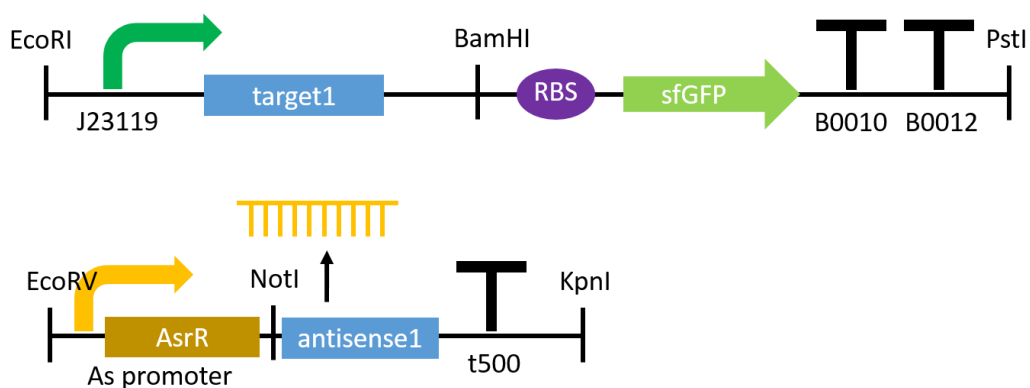 EcoRI
BamHI
PstI
target1
RBS
sfGFP
J23119
B0010
B0012
EcoRV
NotI
KpnI
AsrR
antisense1
t500
As promoter